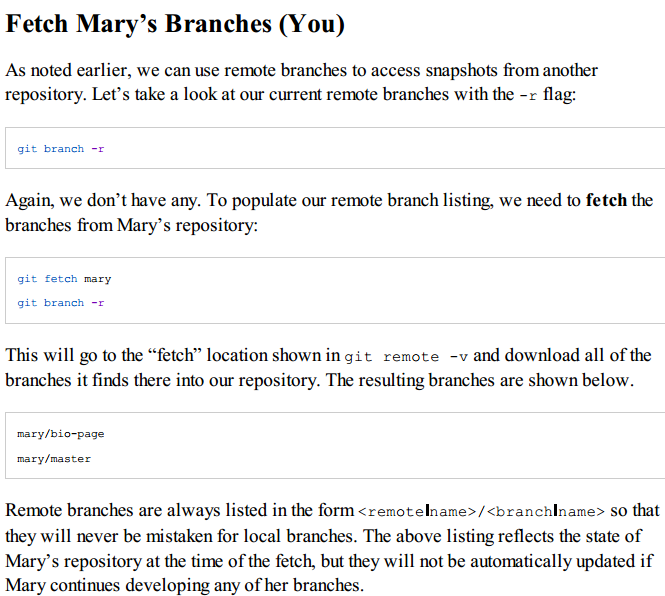 Fetch Mary’s Branches (You)
As noted earlier, we can use remote branches to access snapshots from another
repository. Let’s take a look at our current remote branches with the -r flag:
git branch -r
Again, we don’t have any. To populate our remote branch listing, we need to fetch the
branches from Mary’s repository:
git fetch mary
git branch -r
This will go to the “fetch” location shown in git remote -v and download all of the
branches it finds there into our repository. The resulting branches are shown below.
mary/bio-page
mary/master
Remote branches are always listed in the form <remote‐name>/<branch‐name> so that
they will never be mistaken for local branches. The above listing reflects the state of
Mary’s repository at the time of the fetch, but they will not be automatically updated if
Mary continues developing any of her branches.